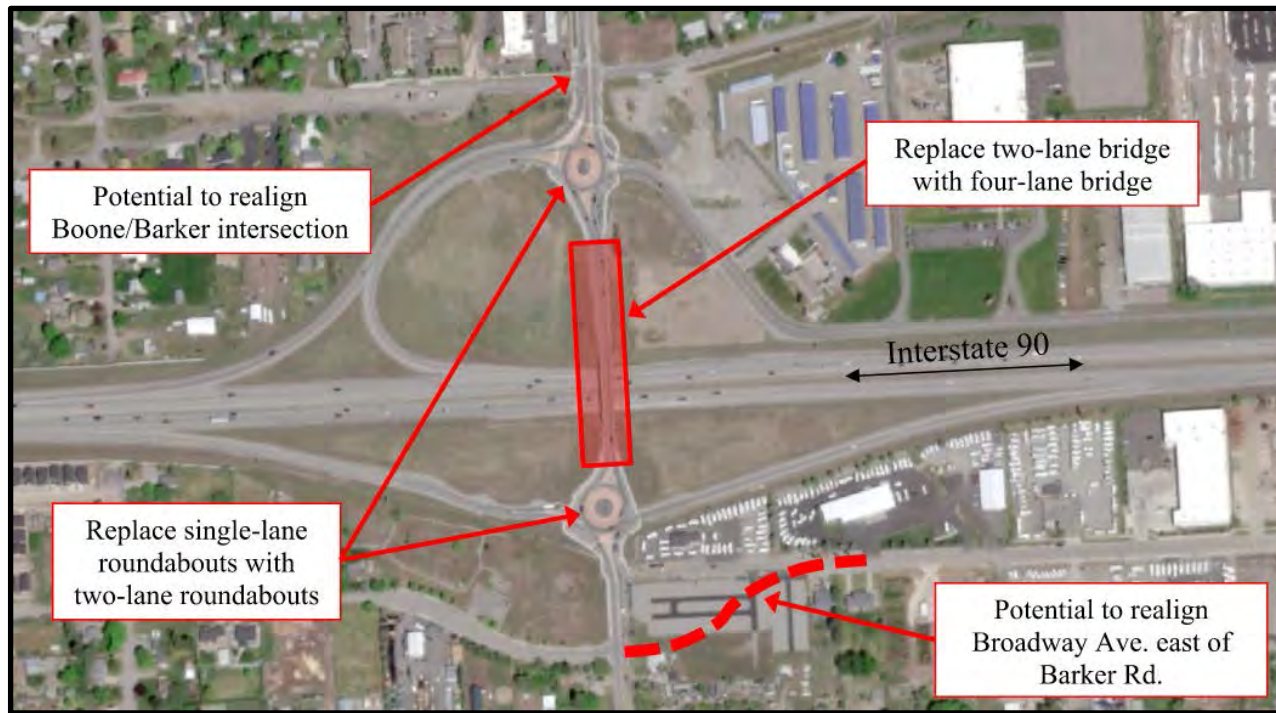 Potential to realign
Boone/Barker intersection
Replace two-lane bridge
with four-lane bridge
Interstate 90
Replace single-lane
roundabouts with
two-lane roundabouts
Potential to realign
Broadway Ave. east of
Barker Rd.